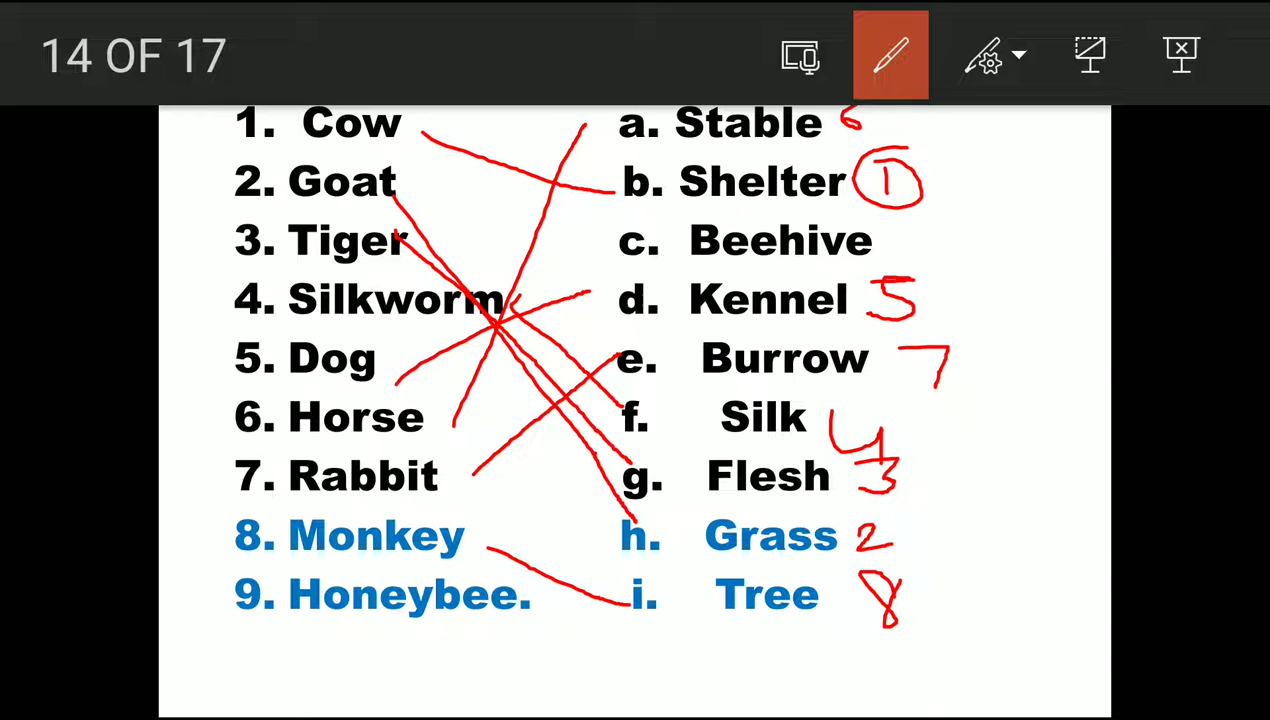 14 OF 17
1. Cow a. Stable 6
2. Goat b. Shelter 1
3. Tiger c. Beehive
4. Silkworm d. Kennel 5
5. Dog e. Burrow 7
6. Horse f. Silk 4
7. Rabbit g. Flesh 3
8. Monkey h. Grass 2
9. Honeybee. i. Tree 8